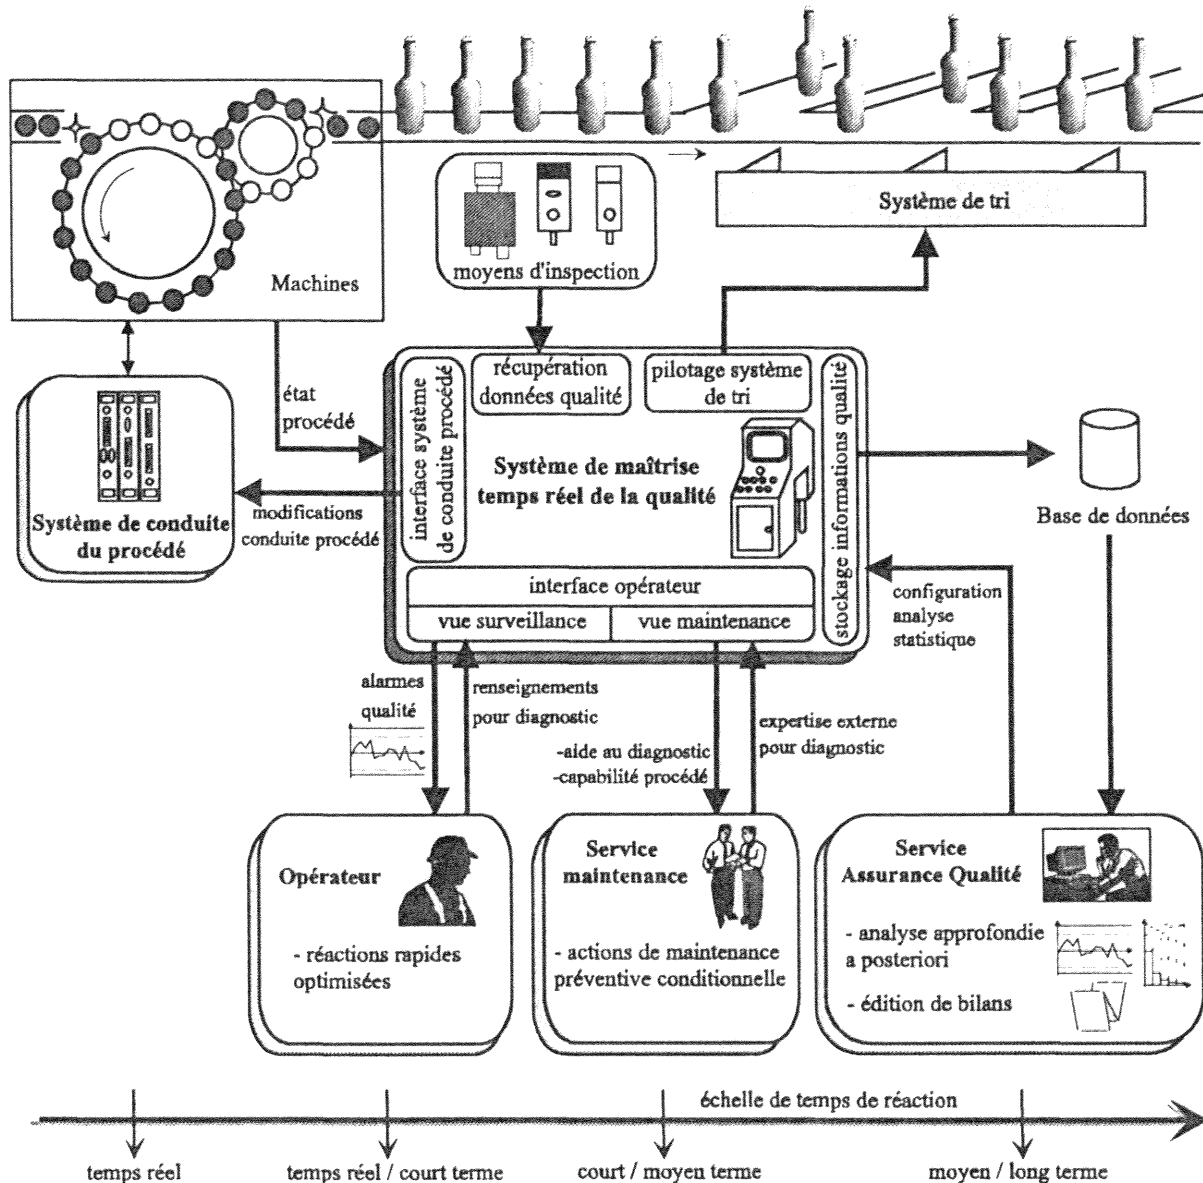 Machines
moyens d'inspection
Système de tri
état
procédé
interface système
de conduite procédé
récupération
données qualité
pilotage système
de tri
stockage informations qualité
Système de maîtrise
temps réel de la qualité
Système de conduite
du procédé
modifications
conduite procédé
Base de données
interface opérateur
vue surveillance
vue maintenance
configuration
analyse
statistique
alarmes
qualité
renseignements
pour diagnostic
-aide au diagnostic
-capabilité procédé
expertise externe
pour diagnostic
Opérateur
- réactions rapides
optimisées
Service
maintenance
- actions de maintenance
préventive conditionnelle
Service
Assurance Qualité
- analyse approfondie
a posteriori
- édition de bilans
échelle de temps de réaction
temps réel
temps réel / court terme
court / moyen terme
moyen / long terme